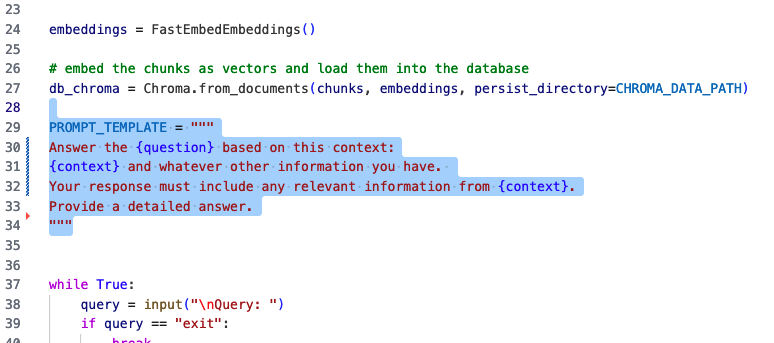 23
24 embeddings = FastEmbedEmbeddings()
25
26 # embed the chunks as vectors and load them into the database
27 db_chroma = Chroma.from_documents(chunks, embeddings, persist_directory=CHROMA_DATA_PATH)
28
29 PROMPT_TEMPLATE = """
30 Answer the {question} based on this context:
31 {context} and whatever other information you have.
32 Your response must include any relevant information from {context}.
33 Provide a detailed answer.
34 """
35
36
37 while True:
38     query = input("\nQuery: ")
39     if query == "exit":
40         break